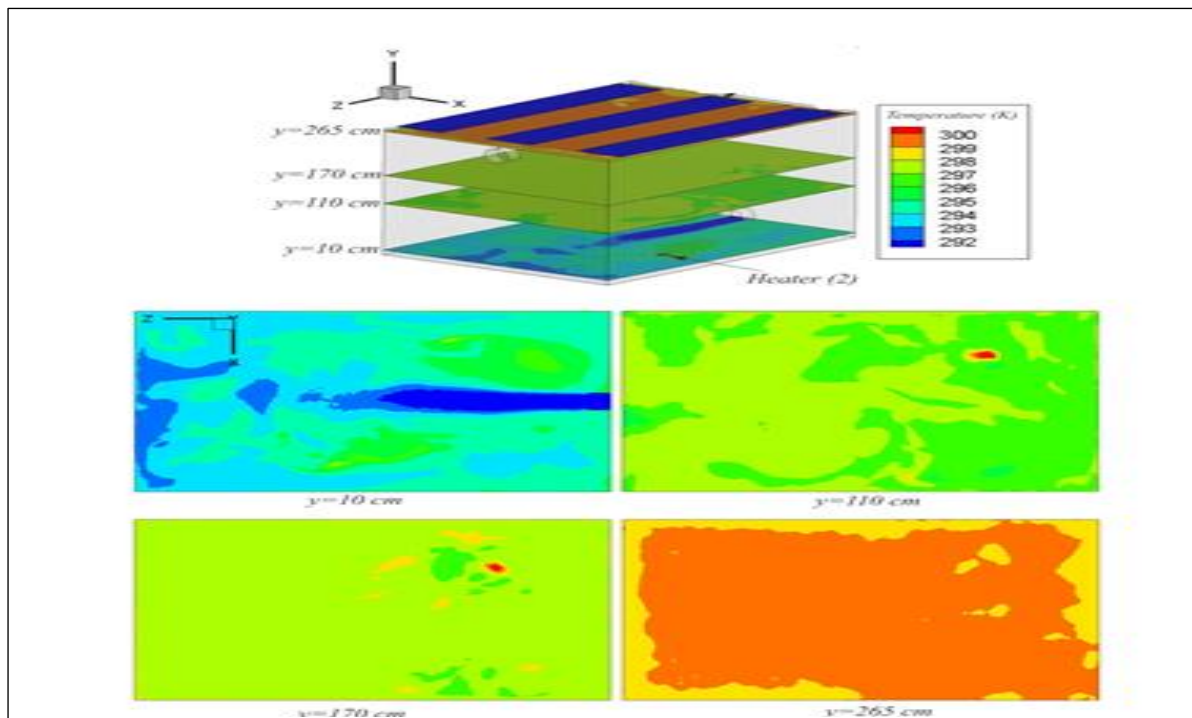 Y
Z X
y=265 cm
y=170 cm
y=110 cm
y=10 cm
Temperature (K)
300
299
298
297
296
295
294
293
292
Heater (2)
Z Y
X
y=10 cm
y=110 cm
y=170 cm
y=265 cm